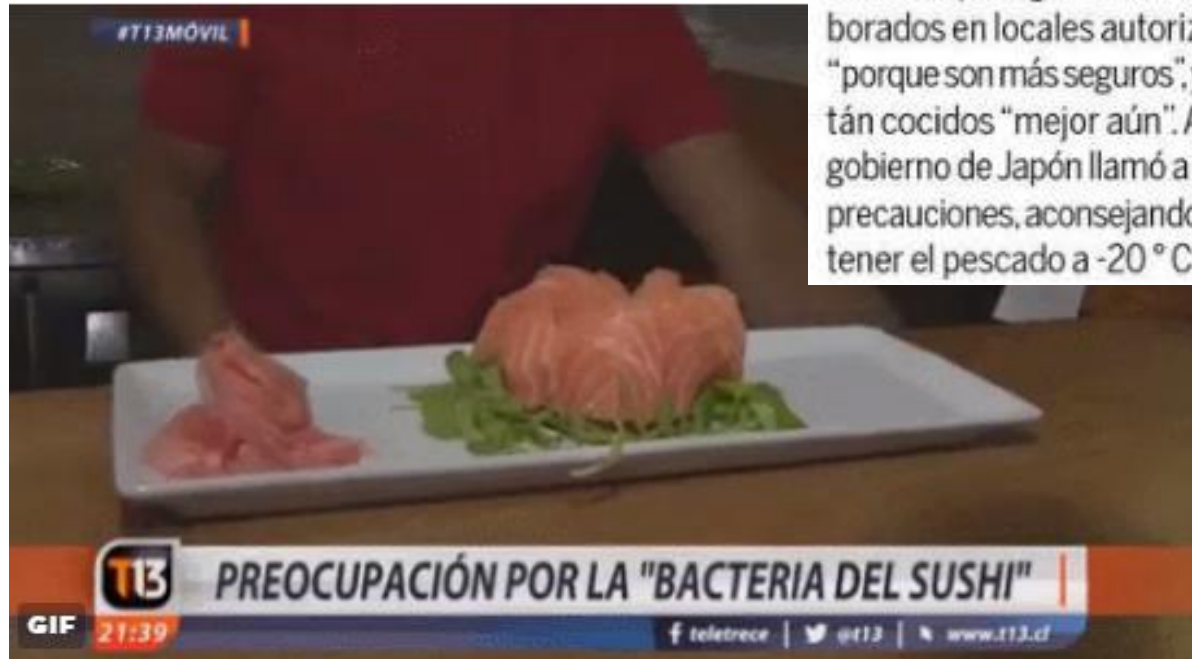 #T13MÓVIL
borados en locales autoriz
“porque son más seguros”,
tán cocidos “mejor aún”.
gobierno de Japón llamó a
precauciones, aconsejando
tener el pescado a -20 °C
T13
PREOCUPACIÓN POR LA "BACTERIA DEL SUSHI"
GIF
21:39
teletrece | @t13 | www.t13.cl